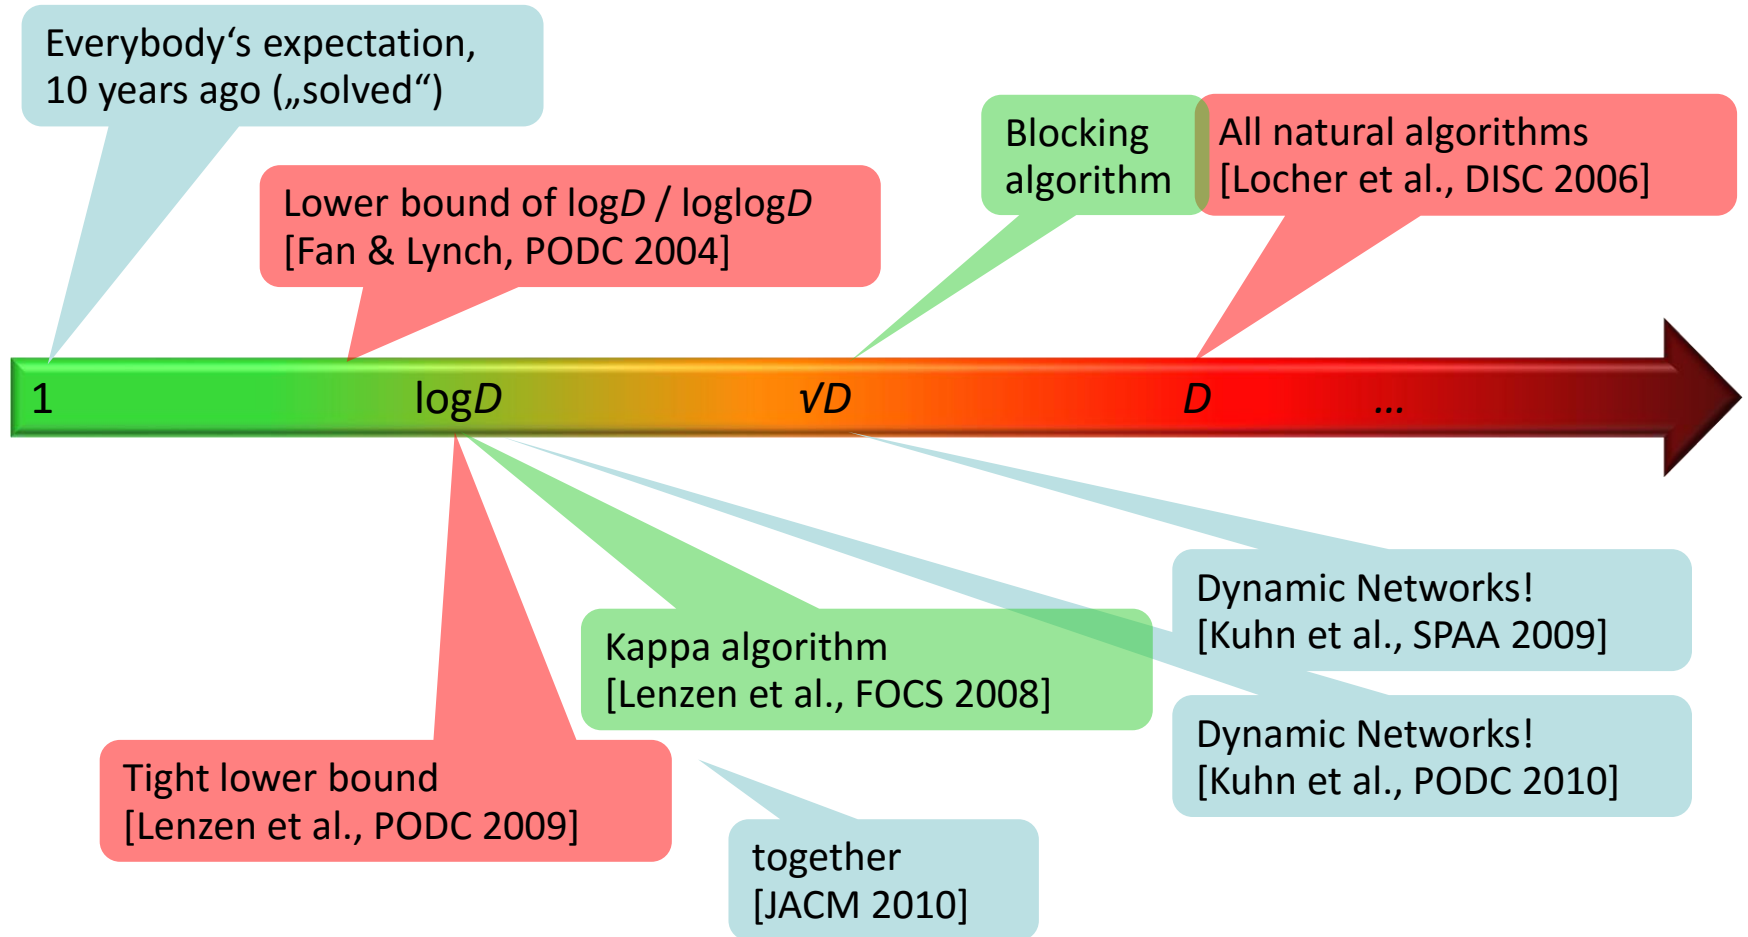 Everybody‘s expectation,
10 years ago („solved“)
Lower bound of logD / loglogD
[Fan & Lynch, PODC 2004]
Blocking
algorithm
All natural algorithms
[Locher et al., DISC 2006]
1
logD
√D
D
...
Dynamic Networks!
[Kuhn et al., SPAA 2009]
Kappa algorithm
[Lenzen et al., FOCS 2008]
Dynamic Networks!
[Kuhn et al., PODC 2010]
Tight lower bound
[Lenzen et al., PODC 2009]
together
[JACM 2010]